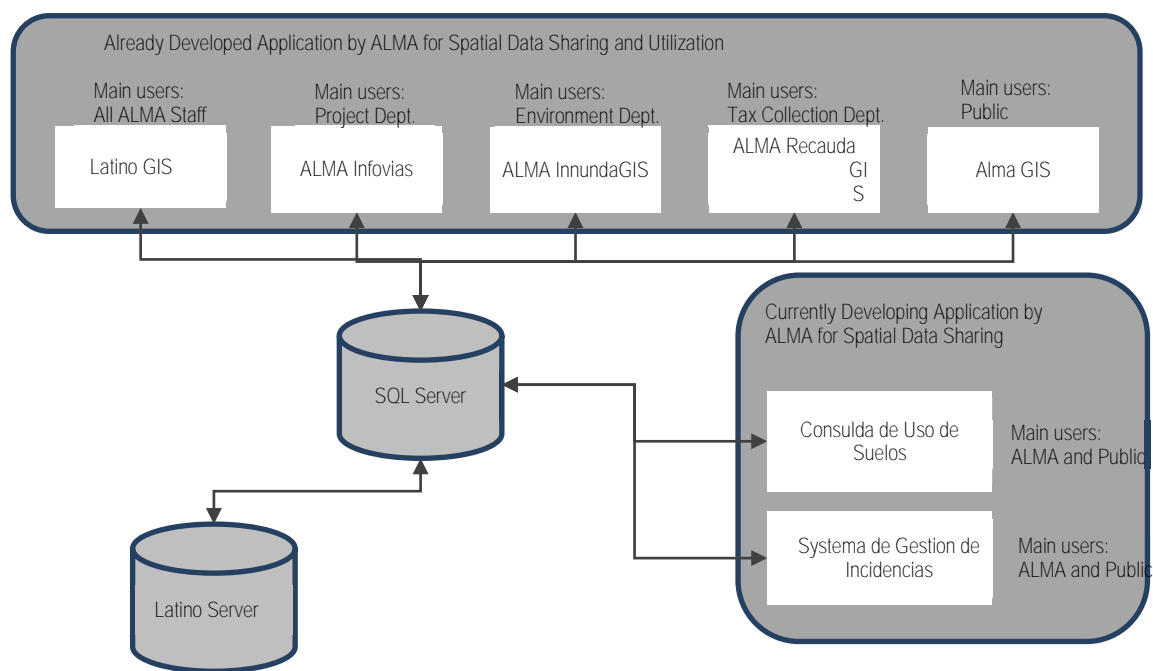 Already Developed Application by ALMA for Spatial Data Sharing and Utilization
Main users:
All ALMA Staff
Main users:
Project Dept.
Main users:
Environment Dept.
Main users:
Tax Collection Dept.
Main users:
Public
Latino GIS
ALMA Infovias
ALMA InnundaGIS
ALMA Recauda
GI
S
Alma GIS
Currently Developing Application by
ALMA for Spatial Data Sharing
SQL Server
Consulda de Uso de
Suelos
Main users:
ALMA and Public
Systema de Gestion de
Incidencias
Main users:
ALMA and Public
Latino Server